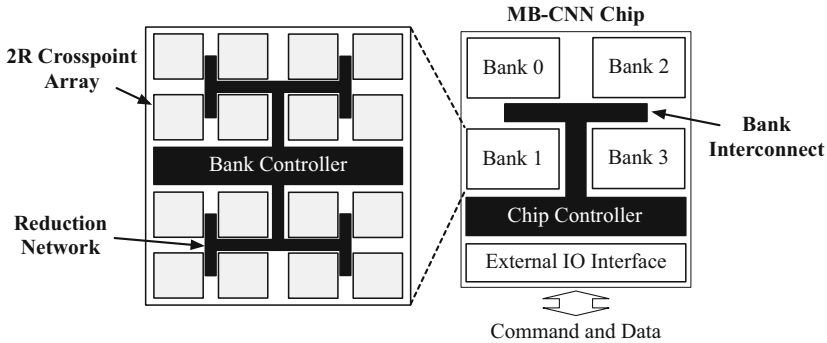 MB-CNN Chip
2R Crosspoint
Array
Bank Controller
Reduction
Network
Bank 0
Bank 2
Bank 1
Bank 3
Bank
Interconnect
Chip Controller
External IO Interface
Command and Data